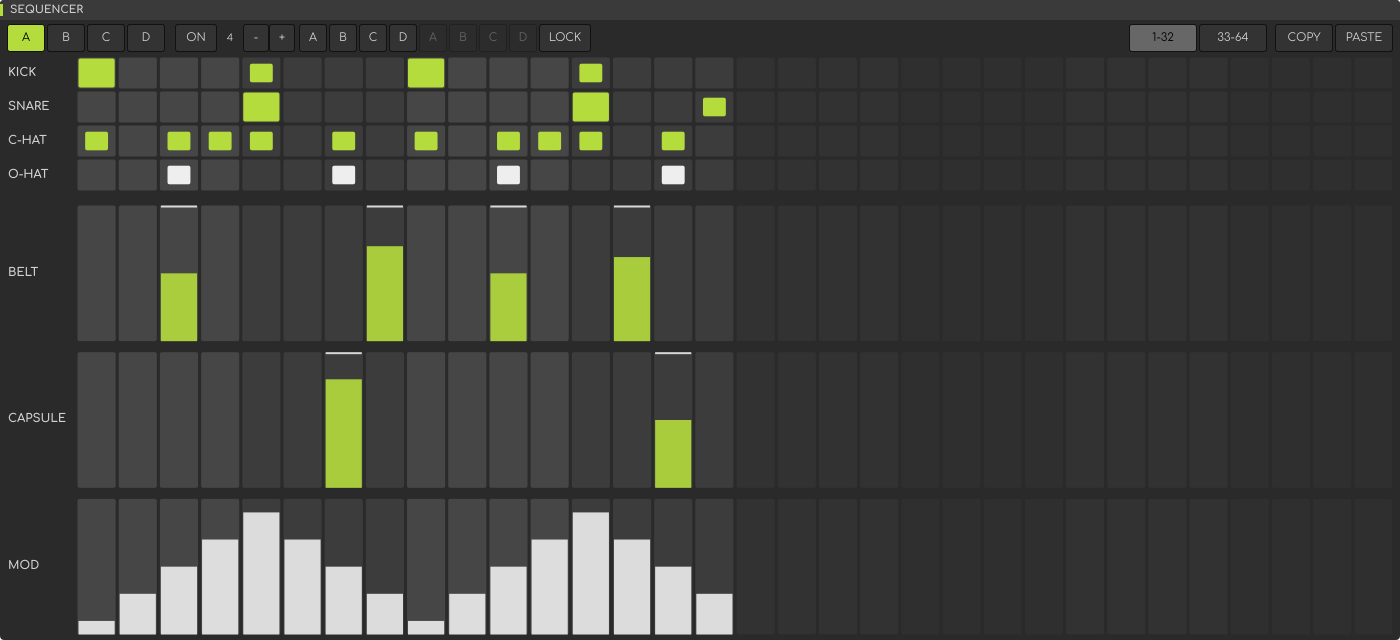 SEQUENCER
A B C D ON 4 - + A B C D A B C D LOCK 1-32 33-64 COPY PASTE
KICK
SNARE
C-HAT
O-HAT
BELT
CAPSULE
MOD